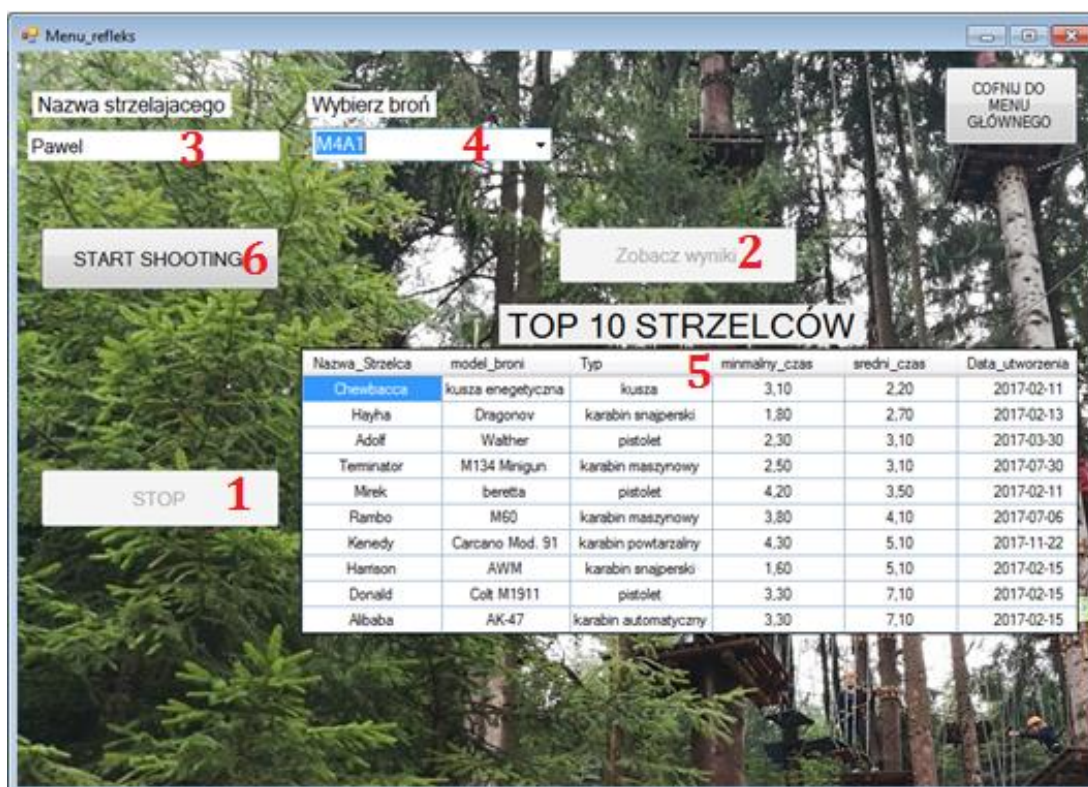 Menu_refleks
Nazwa strzelajacego
Wybierz broń
COFNIJ DO
MENU
GŁÓWNEGO
Pawel 3
M4A1 4
START SHOOTING 6
Zobacz wyniki 2
TOP 10 STRZELCÓW
Nazwa_Strzelca model_broni Typ 5 minmalny_czas sredni_czas Data_utworzenia
Chewbacca kusza enegetyczna kusza 3,10 2,20 2017-02-11
Hayha Dragonov karabin snajperski 1,80 2,70 2017-02-13
Adolf Walther pistolet 2,30 3,10 2017-03-30
Terminator M134 Minigun karabin maszynowy 2,50 3,10 2017-07-30
Mirek beretta pistolet 4,20 3,50 2017-02-11
Rambo M60 karabin maszynowy 3,80 4,10 2017-07-06
Kenedy Carcano Mod. 91 karabin powtarzalny 4,30 5,10 2017-11-22
Harrison AWM karabin snajperski 1,60 5,10 2017-02-15
Donald Colt M1911 pistolet 3,30 7,10 2017-02-15
Alibaba AK-47 karabin automatyczny 3,30 7,10 2017-02-15
STOP 1